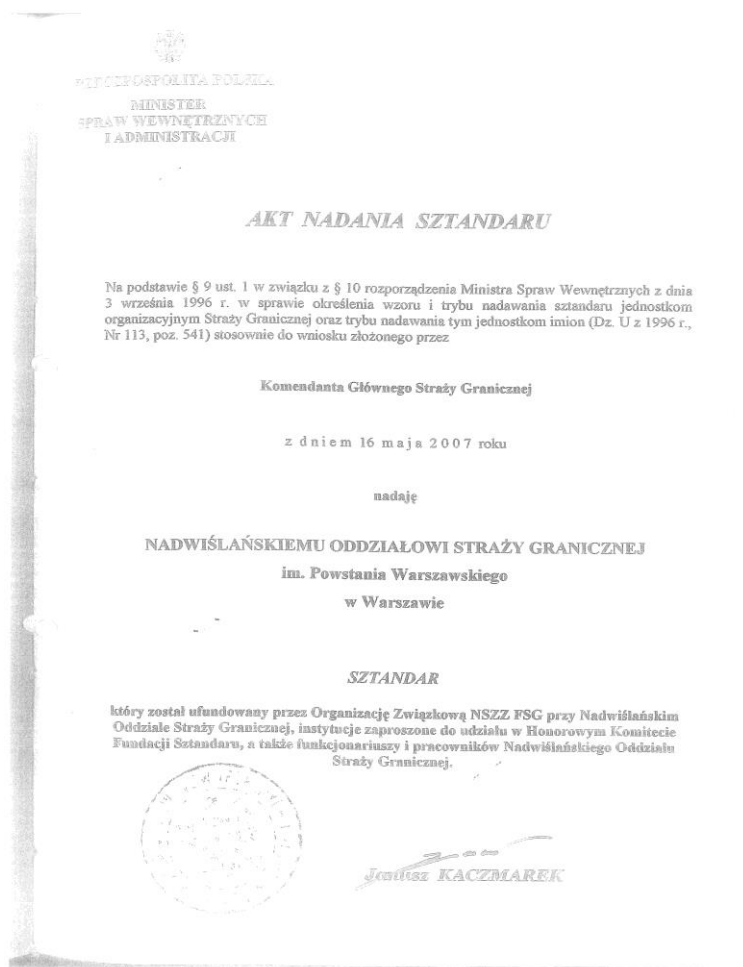 RZECZPOSPOLITA POLSKA
MINISTER
SPRAW WEWNĘTRZNYCH
I ADMINISTRACJI
AKT NADANIA SZTANDARU
Na podstawie § 9 ust. 1 w związku z § 10 rozporządzenia Ministra Spraw Wewnętrznych z dnia
3 września 1996 r. w sprawie określenia wzoru i trybu nadawania sztandaru jednostkom
organizacyjnym Straży Granicznej oraz trybu nadawania tym jednostkom imion (Dz. U z 1996 r.,
Nr 113, poz. 541) stosownie do wniosku złożonego przez
Komendanta Głównego Straży Granicznej
z dniem 16 maja 2007 roku
nadaję
NADWIŚLAŃSKIEMU ODDZIAŁOWI STRAŻY GRANICZNEJ
im. Powstania Warszawskiego
w Warszawie
SZTANDAR
który został ufundowany przez Organizację Związkową NSZZ FSG przy Nadwiślańskim
Oddziale Straży Granicznej, instytucje zaproszone do udziału w Honorowym Komitecie
Fundacji Sztandaru, a także funkcjonariuszy i pracowników Nadwiślańskiego Oddziału
Straży Granicznej.
Janusz KACZMAREK